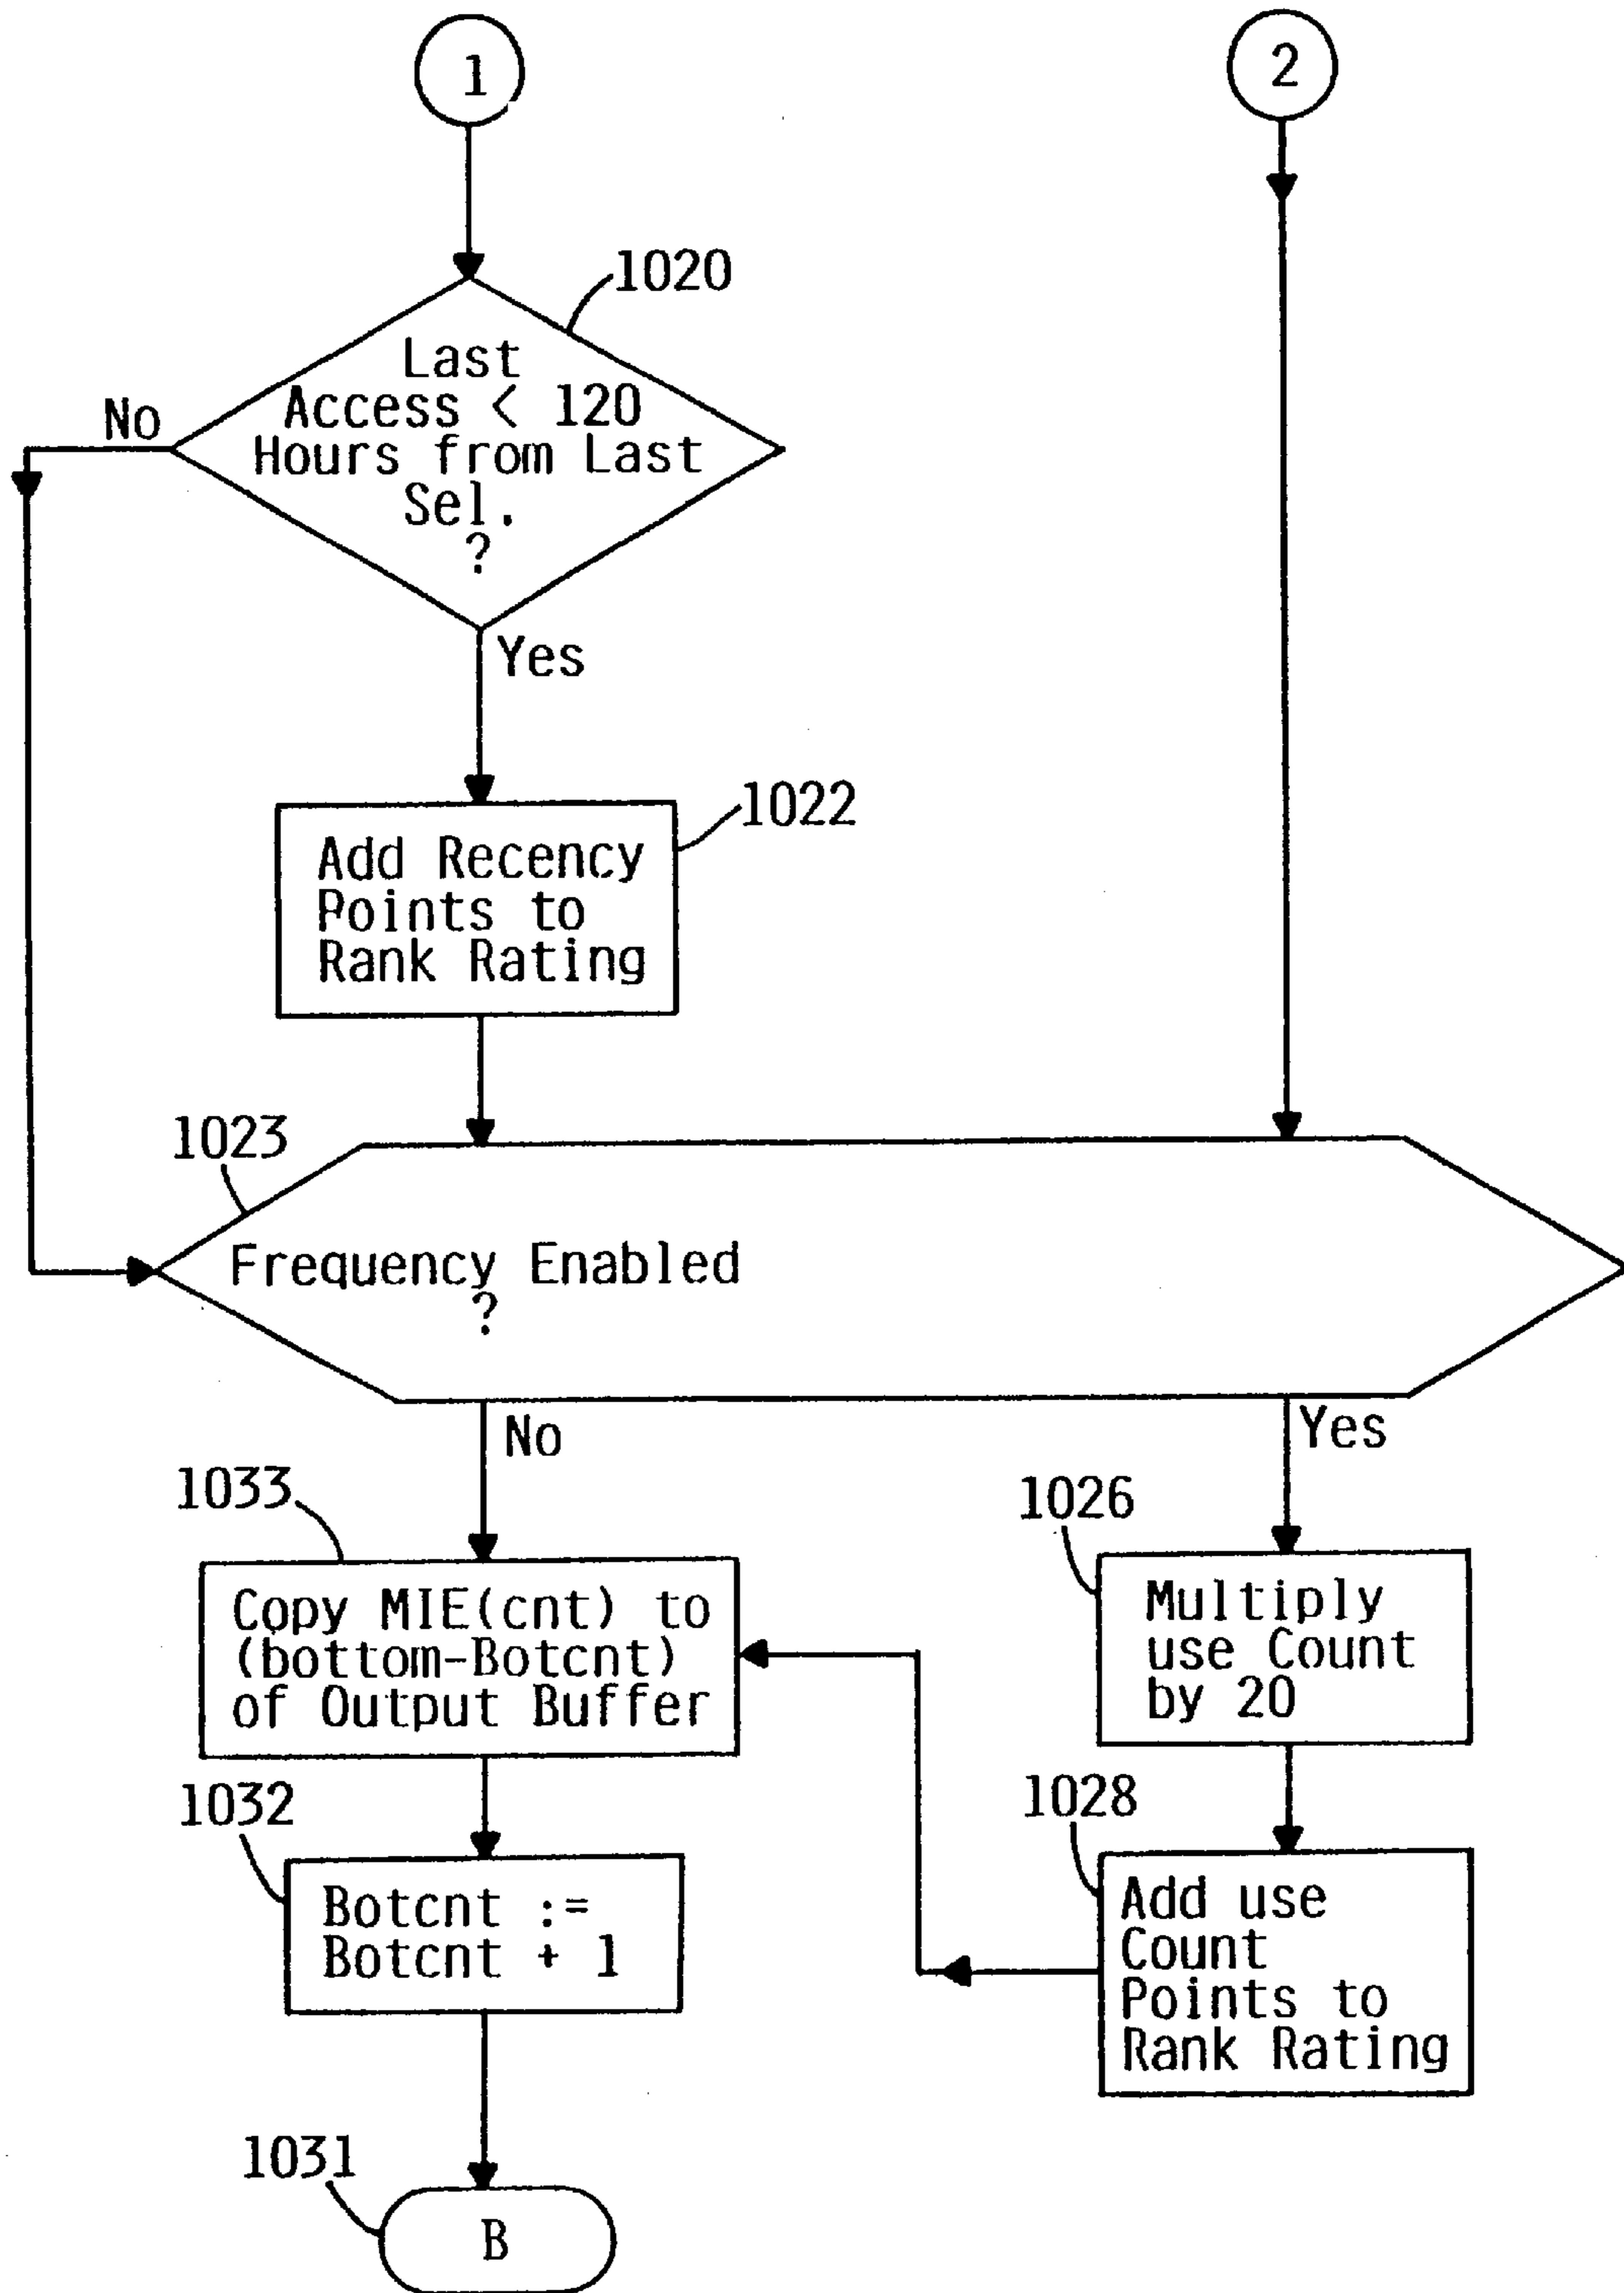 1
2
1020
Last
Access < 120
Hours from Last
Sel.
?
No
Yes
1022
Add Recency
Points to
Rank Rating
1023
Frequency Enabled
?
No
Yes
1033
Copy MIE(cnt) to
(bottom-Botcnt)
of Output Buffer
1026
Multiply
use Count
by 20
1032
Botcnt :=
Botcnt + 1
1028
Add use
Count
Points to
Rank Rating
1031
B